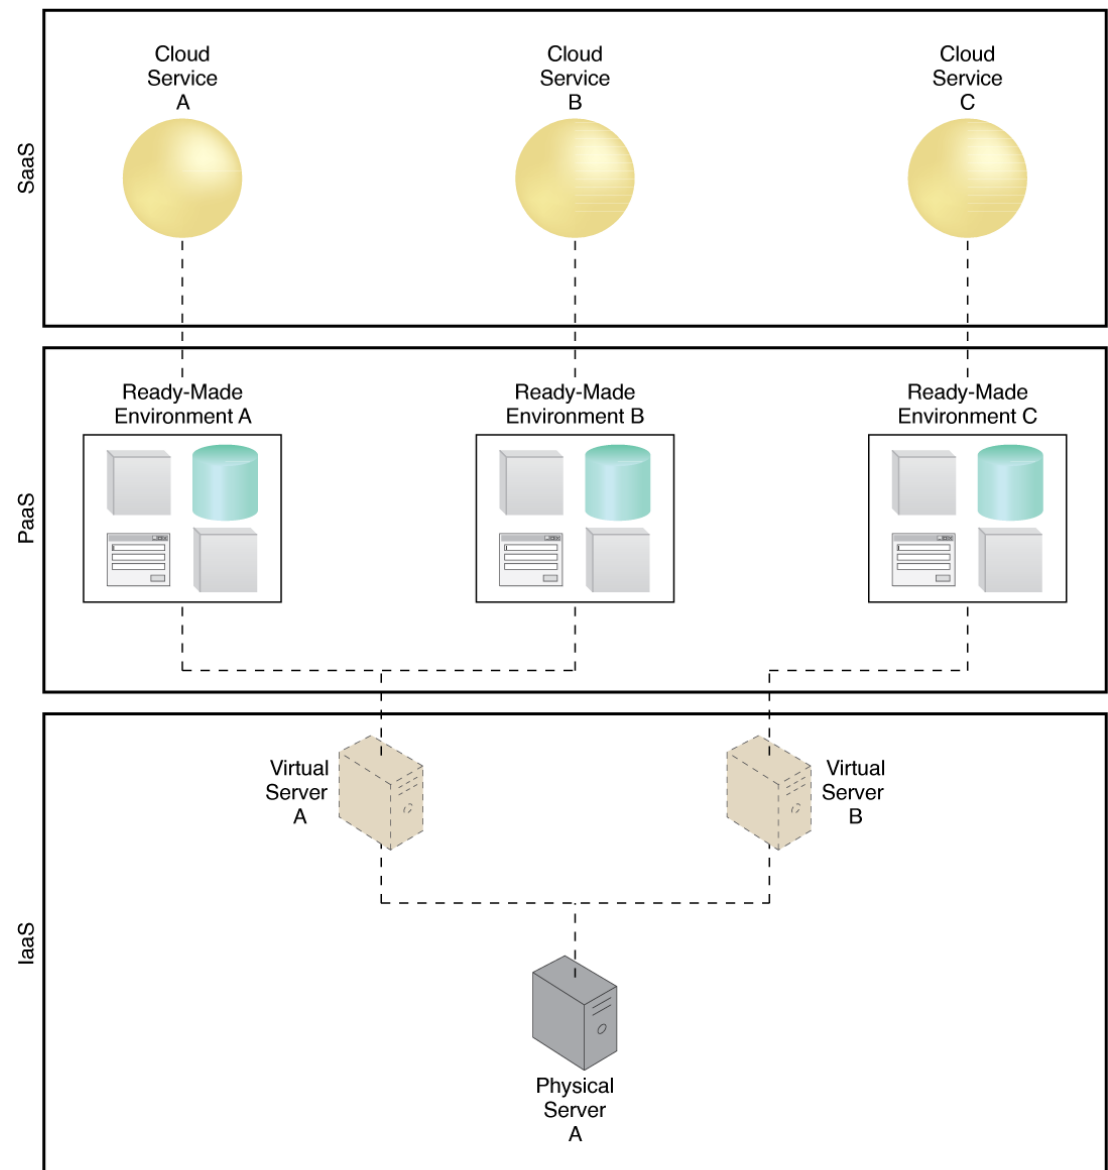 SaaS
Cloud
Service
A
Cloud
Service
B
Cloud
Service
C
PaaS
Ready-Made
Environment A
Ready-Made
Environment B
Ready-Made
Environment C
IaaS
Virtual
Server
A
Virtual
Server
B
Physical
Server
A